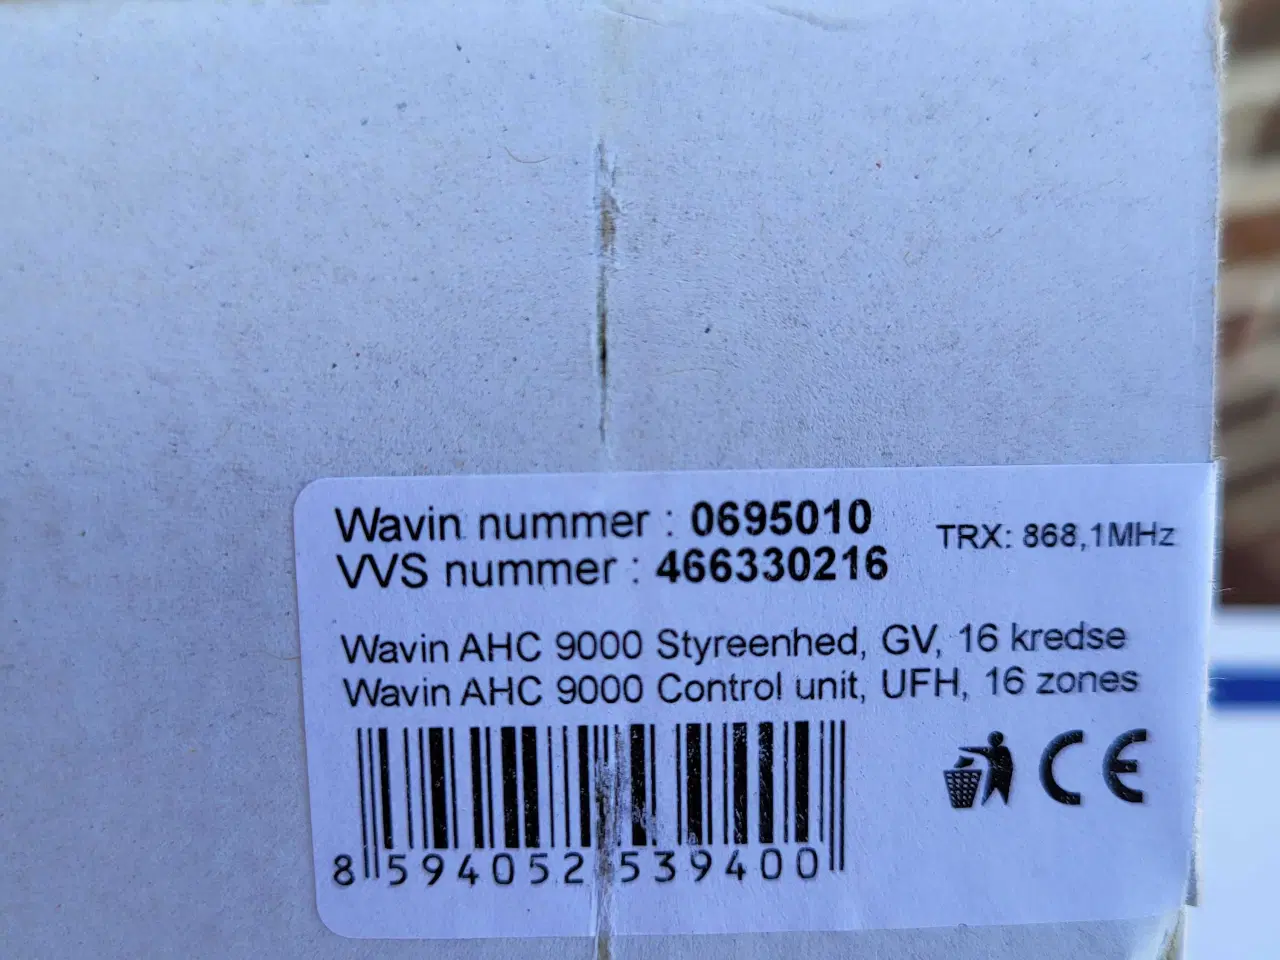 Wavin nummer : 0695010
TRX: 868,1MHz
VVS nummer : 466330216
Wavin AHC 9000 Styreenhed, GV, 16 kredse
Wavin AHC 9000 Control unit, UFH, 16 zones
CE
8 594052 539400